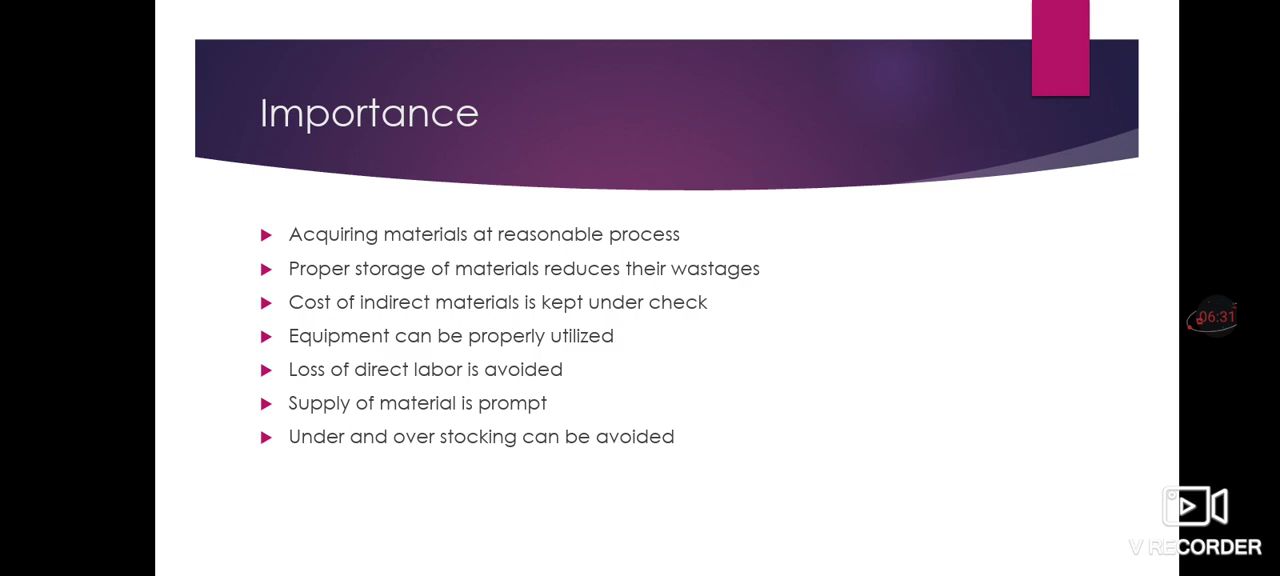 Importance
Acquiring materials at reasonable process
Proper storage of materials reduces their wastages
Cost of indirect materials is kept under check
Equipment can be properly utilized
Loss of direct labor is avoided
Supply of material is prompt
Under and over stocking can be avoided
06:31
V RECORDER